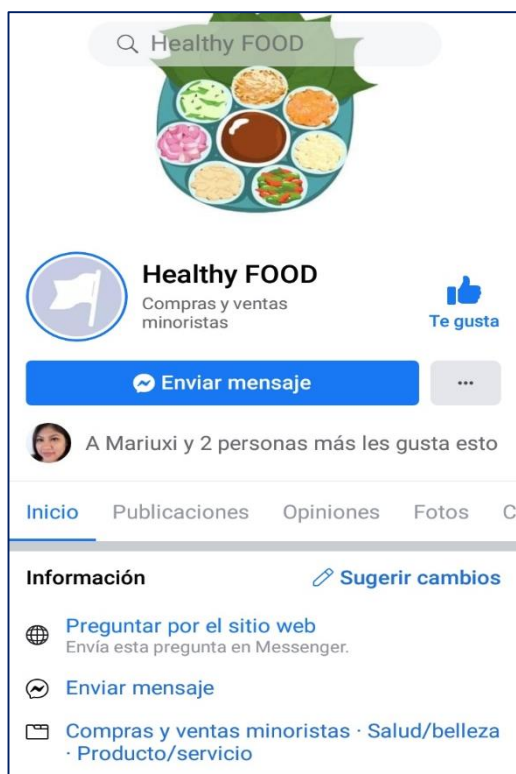 Healthy FOOD
Healthy FOOD
Compras y ventas
minoristas
Te gusta
Enviar mensaje
...
A Mariuxi y 2 personas más les gusta esto
Inicio Publicaciones Opiniones Fotos C
Información Sugerir cambios
Preguntar por el sitio web
Envía esta pregunta en Messenger.
Enviar mensaje
Compras y ventas minoristas · Salud/belleza
· Producto/servicio